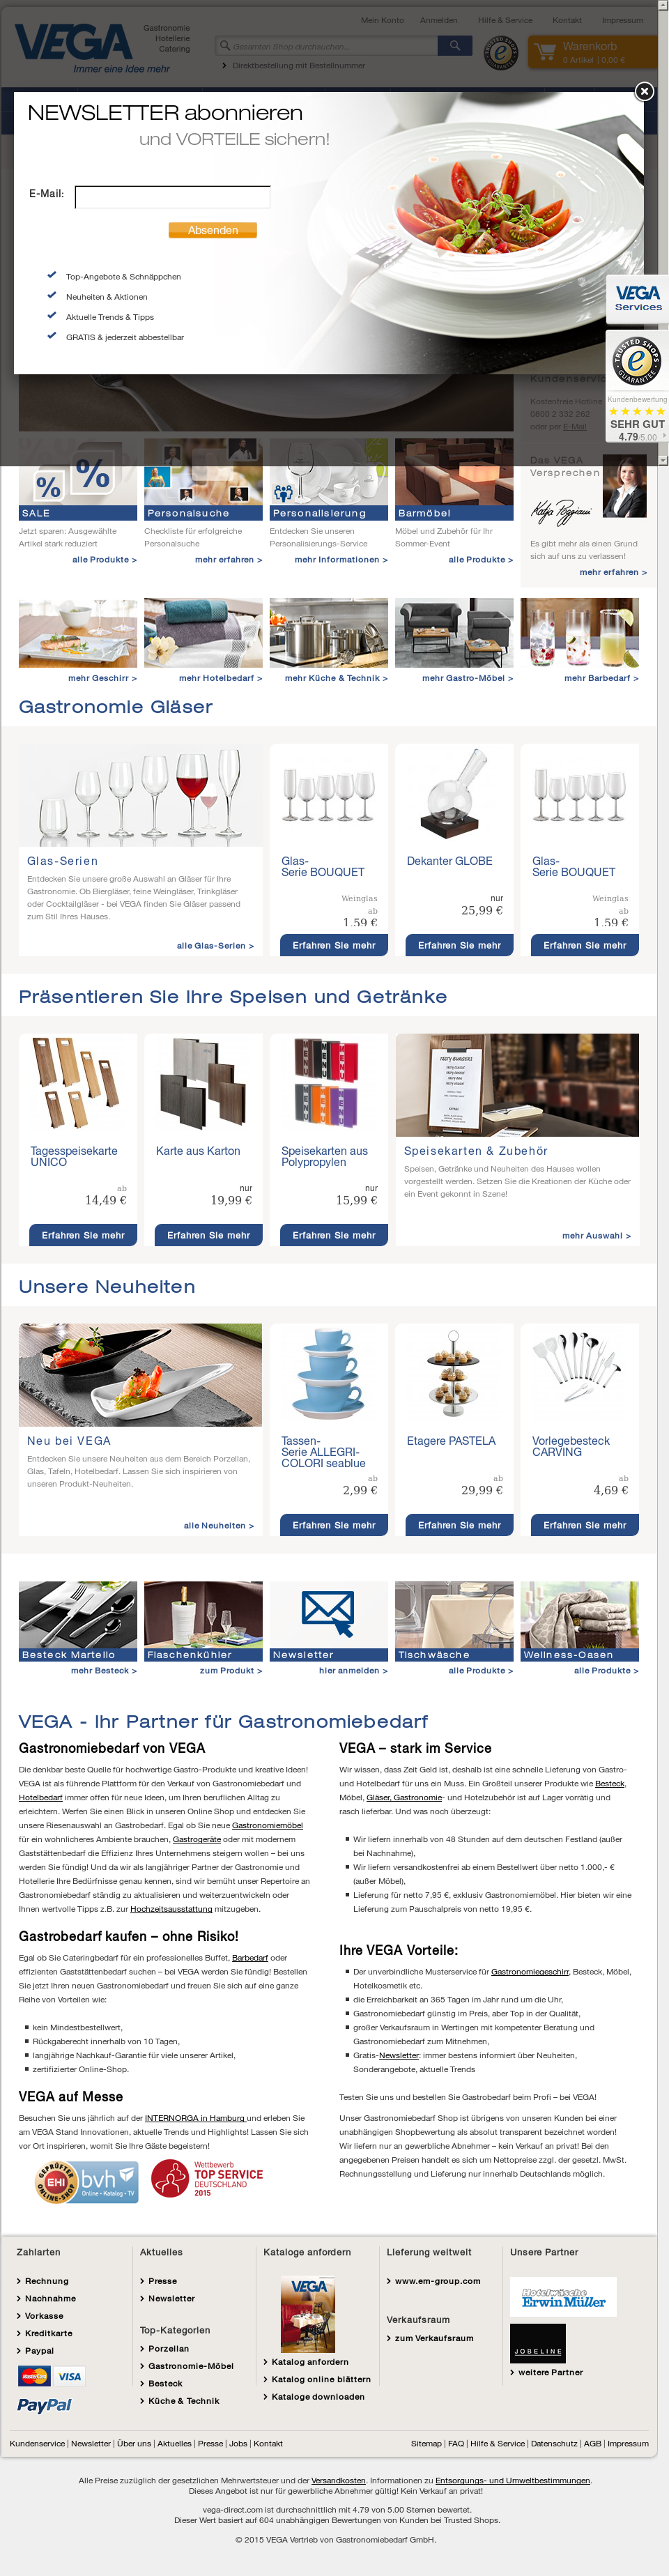 Mein Konto Anmelden Hilfe & Service Kontakt Impressum
VEGA
Gastronomie
Hotellerie
Catering
Immer eine Idee mehr
Gesamten Shop durchsuchen...
Direktbestellung mit Bestellnummer
Warenkorb
0 Artikel | 0,00 €
NEWSLETTER abonnieren
und VORTEILE sichern!
E-Mail:
Absenden
Top-Angebote & Schnäppchen
Neuheiten & Aktionen
Aktuelle Trends & Tipps
GRATIS & jederzeit abbestellbar
VEGA
Services
TRUSTED SHOPS
GUARANTEE
Kundenbewertung
SEHR GUT
4.79/5.00
Kundenservice
Kostenfreie Hotline
0800 2 332 262
oder per E-Mail
Das VEGA
Versprechen
Es gibt mehr als einen Grund
sich auf uns zu verlassen!
mehr erfahren >
SALE
Jetzt sparen: Ausgewählte
Artikel stark reduziert
alle Produkte >
Personalsuche
Checkliste für erfolgreiche
Personalsuche
mehr erfahren >
Personalisierung
Entdecken Sie unseren
Personalisierungs-Service
mehr Informationen >
Barmöbel
Möbel und Zubehör für Ihr
Sommer-Event
alle Produkte >
mehr Geschirr >
mehr Hotelbedarf >
mehr Küche & Technik >
mehr Gastro-Möbel >
mehr Barbedarf >
Gastronomie Gläser
Glas-Serien
Entdecken Sie unsere große Auswahl an Gläser für Ihre
Gastronomie. Ob Biergläser, feine Weingläser, Trinkgläser
oder Cocktailgläser - bei VEGA finden Sie Gläser passend
zum Stil Ihres Hauses.
alle Glas-Serien >
Glas-
Serie BOUQUET
Weinglas
ab
1,59 €
Erfahren Sie mehr
Dekanter GLOBE
nur
25,99 €
Erfahren Sie mehr
Glas-
Serie BOUQUET
Weinglas
ab
1,59 €
Erfahren Sie mehr
Präsentieren Sie Ihre Speisen und Getränke
Tagesspeisekarte
UNICO
ab
14,49 €
Erfahren Sie mehr
Karte aus Karton
nur
19,99 €
Erfahren Sie mehr
Speisekarten aus
Polypropylen
nur
15,99 €
Erfahren Sie mehr
Speisekarten & Zubehör
Speisen, Getränke und Neuheiten des Hauses wollen
vorgestellt werden. Setzen Sie die Kreationen der Küche oder
ein Event gekonnt in Szene!
mehr Auswahl >
Unsere Neuheiten
Neu bei VEGA
Entdecken Sie unsere Neuheiten aus dem Bereich Porzellan,
Glas, Tafeln, Hotelbedarf. Lassen Sie sich inspirieren von
unseren Produkt-Neuheiten.
alle Neuheiten >
Tassen-
Serie ALLEGRI-
COLORI seablue
ab
2,99 €
Erfahren Sie mehr
Etagere PASTELA
ab
29,99 €
Erfahren Sie mehr
Vorlegebesteck
CARVING
ab
4,69 €
Erfahren Sie mehr
Besteck Martello
mehr Besteck >
Flaschenkühler
zum Produkt >
Newsletter
hier anmelden >
Tischwäsche
alle Produkte >
Wellness-Oasen
alle Produkte >
VEGA - Ihr Partner für Gastronomiebedarf
Gastronomiebedarf von VEGA
Die denkbar beste Quelle für hochwertige Gastro-Produkte und kreative Ideen!
VEGA ist als führende Plattform für den Verkauf von Gastronomiebedarf und
Hotelbedarf immer offen für neue Ideen, um Ihren beruflichen Alltag zu
erleichtern. Werfen Sie einen Blick in unseren Online Shop und entdecken Sie
unsere Riesenauswahl an Gastrobedarf. Egal ob Sie neue Gastronomiemöbel
für ein wohnlicheres Ambiente brauchen, Gastrogeräte oder mit modernem
Gaststättenbedarf die Effizienz Ihres Unternehmens steigern wollen – bei uns
werden Sie fündig! Und da wir als langjähriger Partner der Gastronomie und
Hotellerie Ihre Bedürfnisse genau kennen, sind wir bemüht unser Repertoire an
Gastronomiebedarf ständig zu aktualisieren und weiterzuentwickeln oder
Ihnen wertvolle Tipps z.B. zur Hochzeitsausstattung mitzugeben.
Gastrobedarf kaufen – ohne Risiko!
Egal ob Sie Cateringbedarf für ein professionelles Buffet, Barbedarf oder
effizienten Gaststättenbedarf suchen – bei VEGA werden Sie fündig! Bestellen
Sie jetzt Ihren neuen Gastronomiebedarf und freuen Sie sich auf eine ganze
Reihe von Vorteilen wie:
kein Mindestbestellwert,
Rückgaberecht innerhalb von 10 Tagen,
langjährige Nachkauf-Garantie für viele unserer Artikel,
zertifizierter Online-Shop.
VEGA auf Messe
Besuchen Sie uns jährlich auf der INTERNORGA in Hamburg und erleben Sie
am VEGA Stand Innovationen, aktuelle Trends und Highlights! Lassen Sie sich
vor Ort inspirieren, womit Sie Ihre Gäste begeistern!
GEPRÜFTER
EHI
ONLINE-SHOP
bvh
Online • Katalog • TV
Wettbewerb
TOP SERVICE
DEUTSCHLAND
2015
VEGA – stark im Service
Wir wissen, dass Zeit Geld ist, deshalb ist eine schnelle Lieferung von Gastro-
und Hotelbedarf für uns ein Muss. Ein Großteil unserer Produkte wie Besteck,
Möbel, Gläser, Gastronomie- und Hotelzubehör ist auf Lager vorrätig und
rasch lieferbar. Und was noch überzeugt:
Wir liefern innerhalb von 48 Stunden auf dem deutschen Festland (außer
bei Nachnahme),
Wir liefern versandkostenfrei ab einem Bestellwert über netto 1.000,- €
(außer Möbel),
Lieferung für netto 7,95 €, exklusiv Gastronomiemöbel. Hier bieten wir eine
Lieferung zum Pauschalpreis von netto 19,95 €.
Ihre VEGA Vorteile:
Der unverbindliche Musterservice für Gastronomiegeschirr, Besteck, Möbel,
Hotelkosmetik etc.
die Erreichbarkeit an 365 Tagen im Jahr rund um die Uhr,
Gastronomiebedarf günstig im Preis, aber Top in der Qualität,
großer Verkaufsraum in Wertingen mit kompetenter Beratung und
Gastronomiebedarf zum Mitnehmen,
Gratis-Newsletter: immer bestens informiert über Neuheiten,
Sonderangebote, aktuelle Trends
Testen Sie uns und bestellen Sie Gastrobedarf beim Profi – bei VEGA!
Unser Gastronomiebedarf Shop ist übrigens von unseren Kunden bei einer
unabhängigen Shopbewertung als absolut transparent bezeichnet worden!
Wir liefern nur an gewerbliche Abnehmer – kein Verkauf an privat! Bei den
angegebenen Preisen handelt es sich um Nettopreise zzgl. der gesetzl. MwSt.
Rechnungsstellung und Lieferung nur innerhalb Deutschlands möglich.
Zahlarten
Rechnung
Nachnahme
Vorkasse
Kreditkarte
Paypal
MasterCard VISA
PayPal
Aktuelles
Presse
Newsletter
Top-Kategorien
Porzellan
Gastronomie-Möbel
Besteck
Küche & Technik
Kataloge anfordern
VEGA
Katalog anfordern
Katalog online blättern
Kataloge downloaden
Lieferung weltweit
www.em-group.com
Verkaufsraum
zum Verkaufsraum
Unsere Partner
Hotelwäsche
Erwin Müller
JOBELINE
weitere Partner
Kundenservice | Newsletter | Über uns | Aktuelles | Presse | Jobs | Kontakt
Sitemap | FAQ | Hilfe & Service | Datenschutz | AGB | Impressum
Alle Preise zuzüglich der gesetzlichen Mehrwertsteuer und der Versandkosten. Informationen zu Entsorgungs- und Umweltbestimmungen.
Dieses Angebot ist nur für gewerbliche Abnehmer gültig! Kein Verkauf an privat!
vega-direct.com ist durchschnittlich mit 4.79 von 5.00 Sternen bewertet.
Dieser Wert basiert auf 604 unabhängigen Bewertungen von Kunden bei Trusted Shops.
© 2015 VEGA Vertrieb von Gastronomiebedarf GmbH.